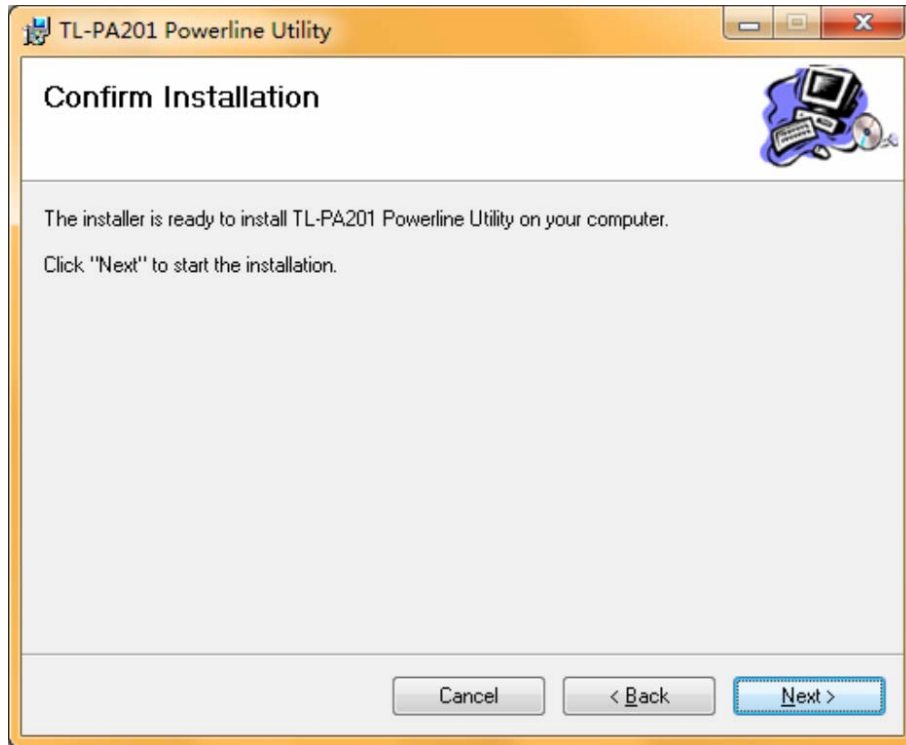 TL-PA201 Powerline Utility
Confirm Installation
The installer is ready to install TL-PA201 Powerline Utility on your computer.
Click "Next" to start the installation.
Cancel
< Back
Next >